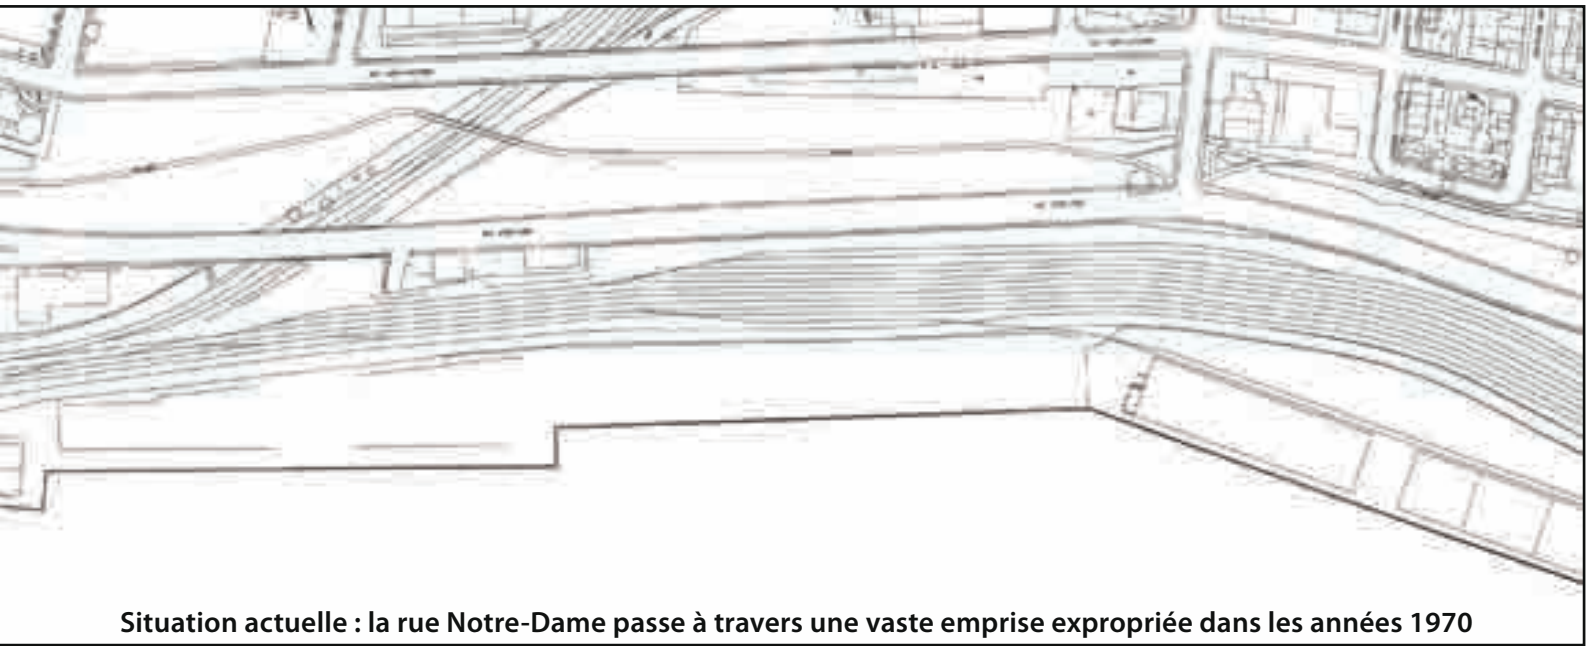 Situation actuelle : la rue Notre-Dame passe à travers une vaste emprise expropriée dans les années 1970